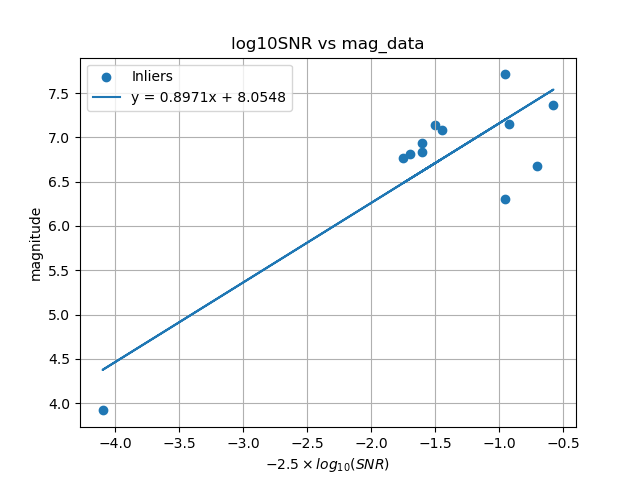 log10SNR vs mag_data
Inliers
y = 0.8971x + 8.0548
7.5
7.0
6.5
6.0
5.5
5.0
4.5
4.0
magnitude
−4.0 −3.5 −3.0 −2.5 −2.0 −1.5 −1.0 −0.5
−2.5 × log₁₀(SNR)